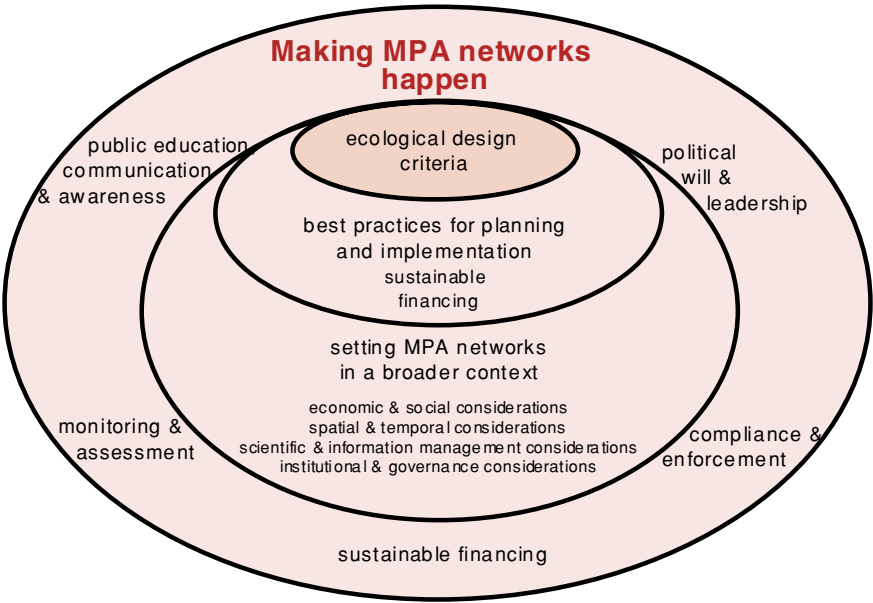 Making MPA networks
happen
ecological design
criteria
public education,
communication
& awareness
political
will &
leadership
best practices for planning
and implementation
sustainable
financing
setting MPA networks
in a broader context
economic & social considerations
spatial & temporal considerations
scientific & information management considerations
institutional & governance considerations
monitoring &
assessment
compliance &
enforcement
sustainable financing